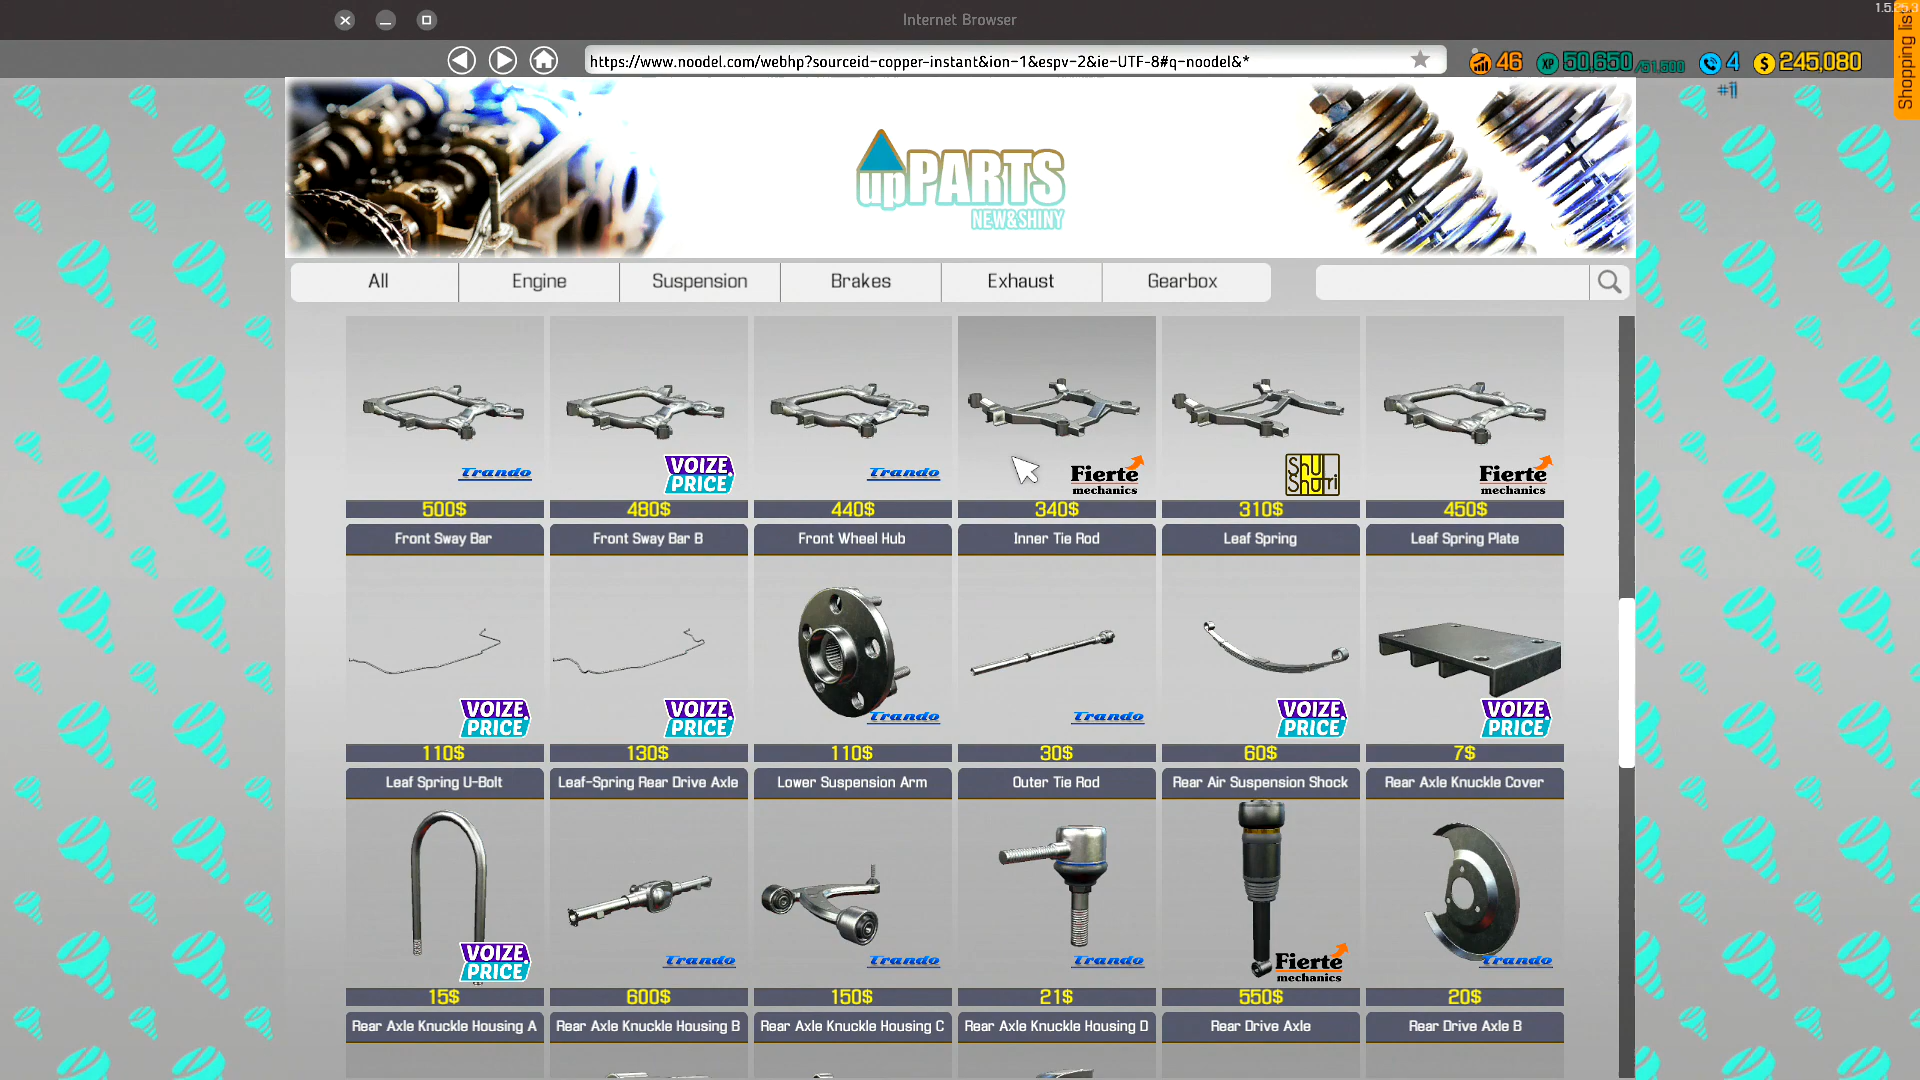 Internet Browser
https://www.noodel.com/webhp?sourceid-copper-instant&ion-1&espv-2&ie-UTF-8#q-noodel&*
46
XP 50,650/51,500
4
$ 245,080
#1
Shopping list
upPARTS
NEW&SHINY
All
Engine
Suspension
Brakes
Exhaust
Gearbox
Trando
VOIZE PRICE
Trando
Fierte mechanics
Shul Shurri
Fierte mechanics
500$
480$
440$
340$
310$
450$
Front Sway Bar
Front Sway Bar B
Front Wheel Hub
Inner Tie Rod
Leaf Spring
Leaf Spring Plate
VOIZE PRICE
VOIZE PRICE
Trando
Trando
VOIZE PRICE
VOIZE PRICE
110$
130$
110$
30$
60$
7$
Leaf Spring U-Bolt
Leaf-Spring Rear Drive Axle
Lower Suspension Arm
Outer Tie Rod
Rear Air Suspension Shock
Rear Axle Knuckle Cover
VOIZE PRICE
Trando
Trando
Trando
Fierte mechanics
Trando
15$
600$
150$
21$
550$
20$
Rear Axle Knuckle Housing A
Rear Axle Knuckle Housing B
Rear Axle Knuckle Housing C
Rear Axle Knuckle Housing D
Rear Drive Axle
Rear Drive Axle B